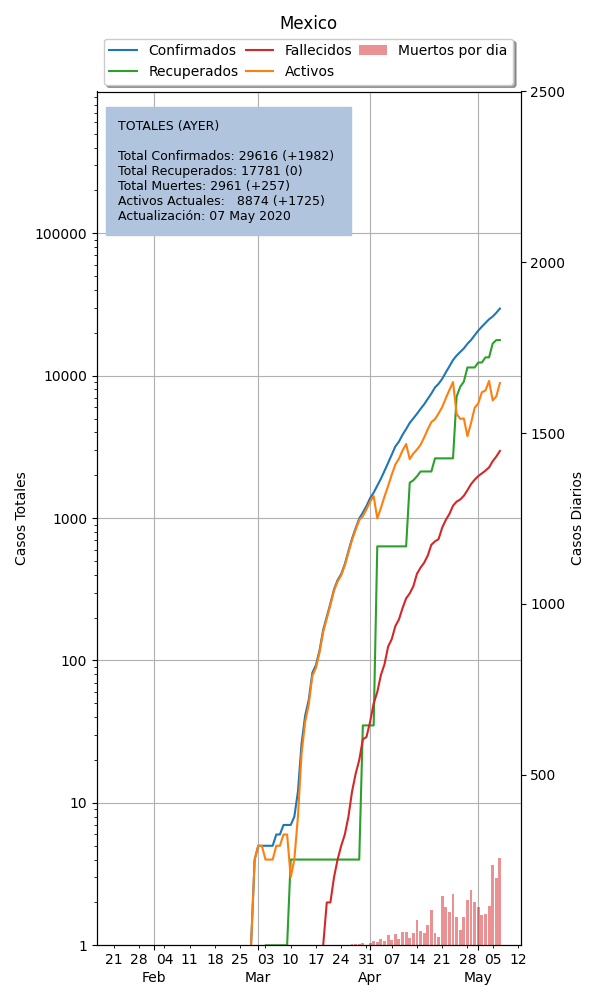 Mexico
Confirmados Fallecidos Muertos por dia
Recuperados Activos
TOTALES (AYER)
Total Confirmados: 29616 (+1982)
Total Recuperados: 17781 (0)
Total Muertes: 2961 (+257)
Activos Actuales: 8874 (+1725)
Actualización: 07 May 2020
Casos Totales
100000
10000
1000
100
10
1
2500
2000
1500
1000
500
Casos Diarios
21 28 04 11 18 25 03 10 17 24 31 07 14 21 28 05 12
Feb Mar Apr May